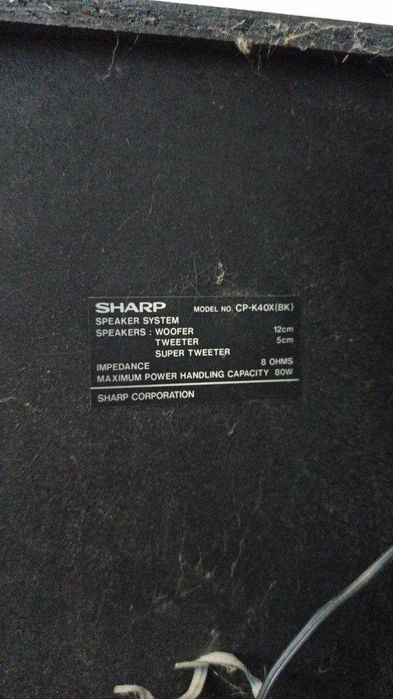 SHARP MODEL NO. CP-K40X(BK)
SPEAKER SYSTEM
SPEAKERS : WOOFER 12cm
TWEETER 5cm
SUPER TWEETER
IMPEDANCE 8 OHMS
MAXIMUM POWER HANDLING CAPACITY 80W
SHARP CORPORATION